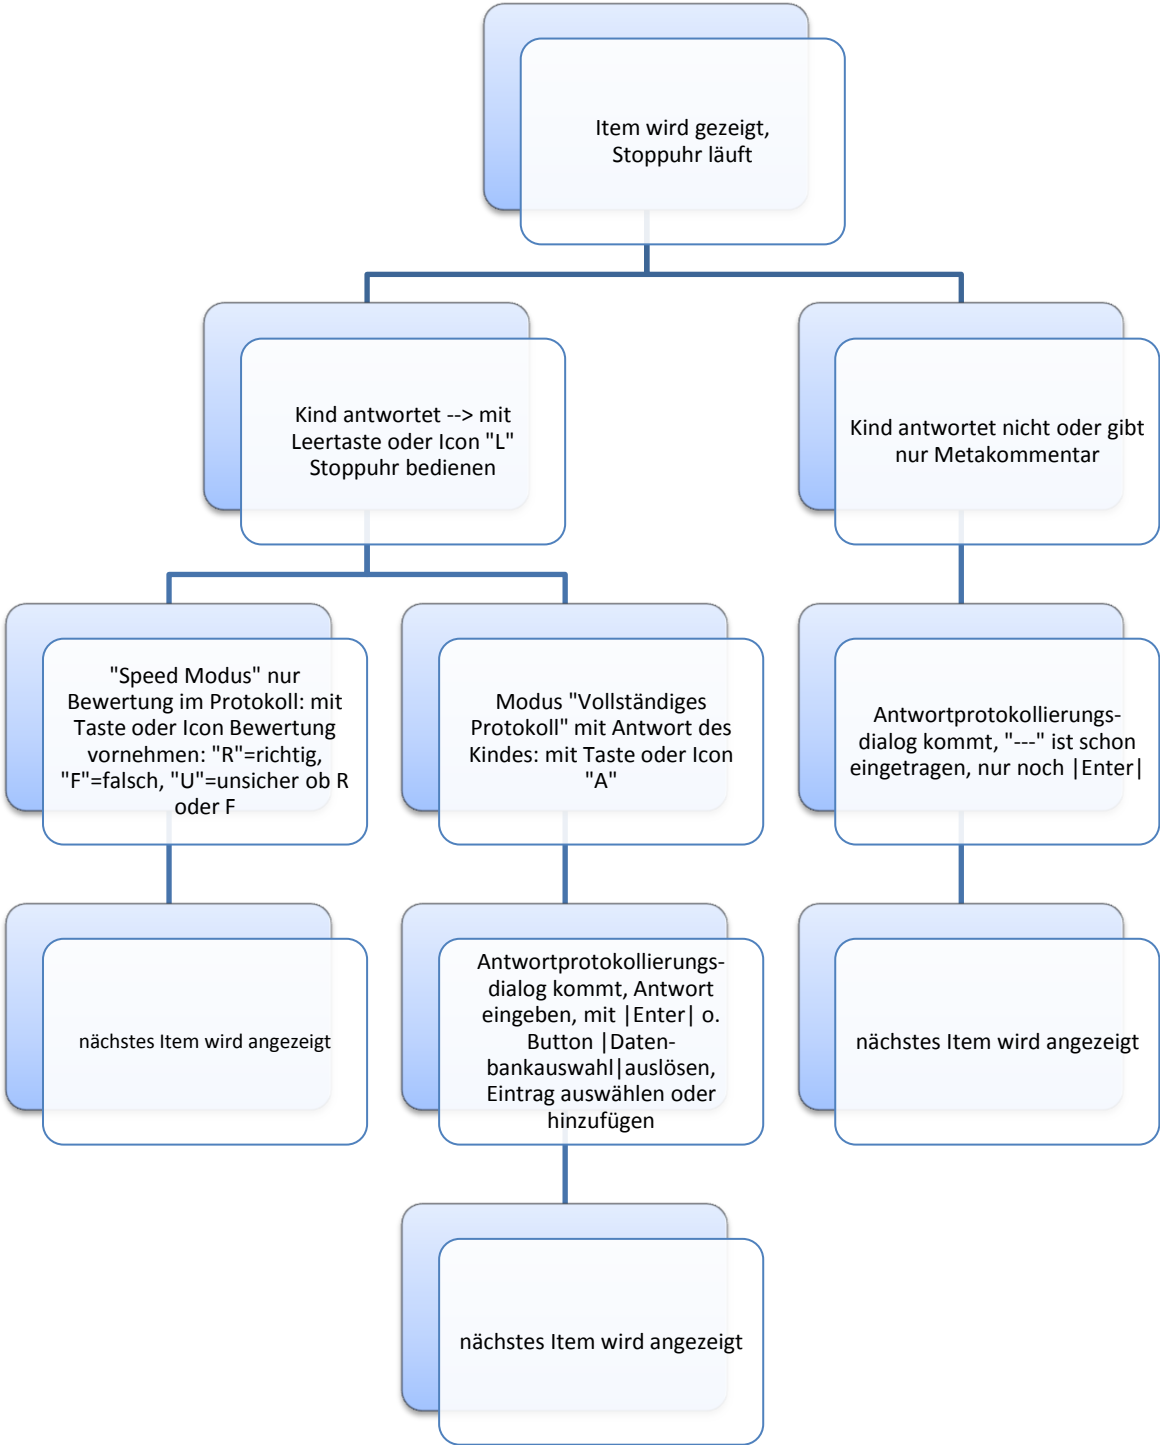 Item wird gezeigt,
Stoppuhr läuft
Kind antwortet --> mit
Leertaste oder Icon "L"
Stoppuhr bedienen
Kind antwortet nicht oder gibt
nur Metakommentar
"Speed Modus" nur
Bewertung im Protokoll: mit
Taste oder Icon Bewertung
vornehmen: "R"=richtig,
"F"=falsch, "U"=unsicher ob R
oder F
Modus "Vollständiges
Protokoll" mit Antwort des
Kindes: mit Taste oder Icon
"A"
Antwortprotokollierungs-
dialog kommt, "---" ist schon
eingetragen, nur noch |Enter|
nächstes Item wird angezeigt
Antwortprotokollierungs-
dialog kommt, Antwort
eingeben, mit |Enter| o.
Button |Daten-
bankauswahl|auslösen,
Eintrag auswählen oder
hinzufügen
nächstes Item wird angezeigt
nächstes Item wird angezeigt